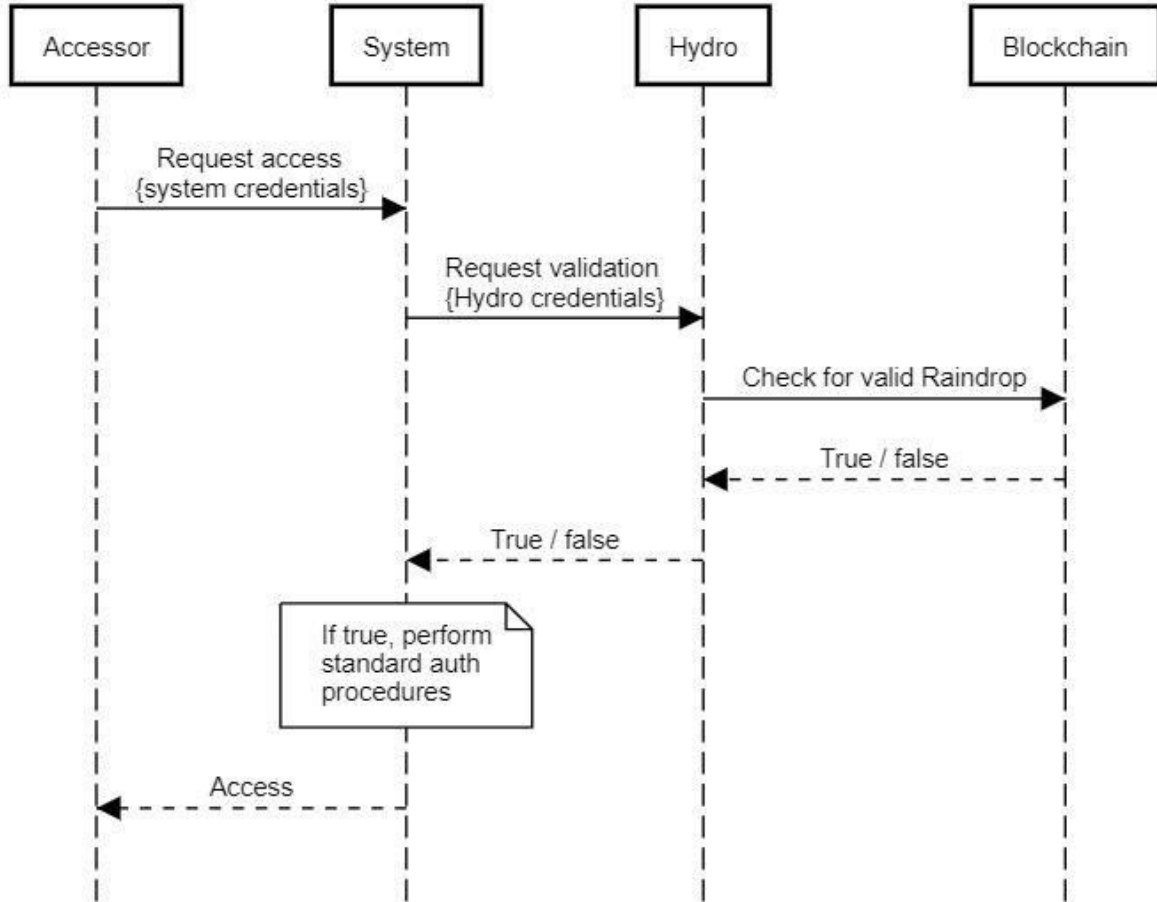 Accessor
System
Hydro
Blockchain
Request access
{system credentials}
Request validation
{Hydro credentials}
Check for valid Raindrop
True / false
True / false
If true, perform
standard auth
procedures
Access